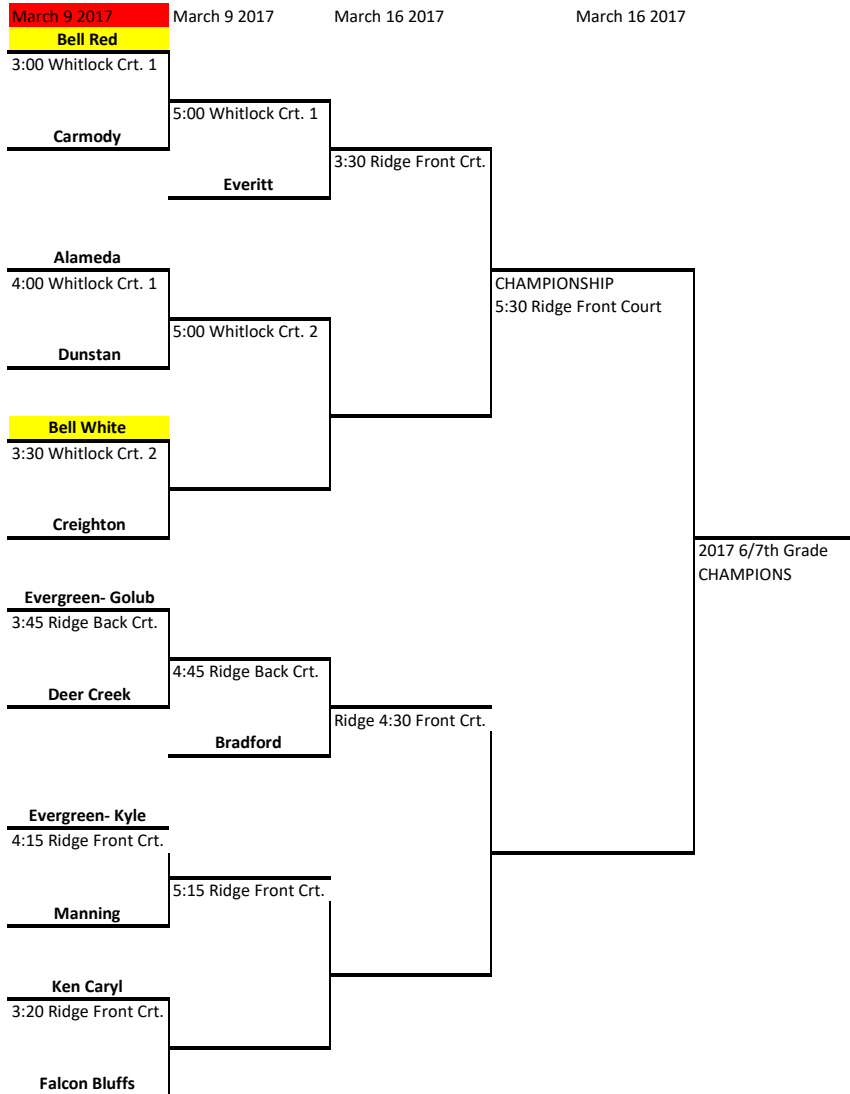 March 9 2017
March 9 2017
March 16 2017
March 16 2017
Bell Red
3:00 Whitlock Crt. 1
5:00 Whitlock Crt. 1
Carmody
3:30 Ridge Front Crt.
Everitt
Alameda
4:00 Whitlock Crt. 1
CHAMPIONSHIP
5:30 Ridge Front Court
5:00 Whitlock Crt. 2
Dunstan
Bell White
3:30 Whitlock Crt. 2
Creighton
2017 6/7th Grade
CHAMPIONS
Evergreen- Golub
3:45 Ridge Back Crt.
4:45 Ridge Back Crt.
Deer Creek
Ridge 4:30 Front Crt.
Bradford
Evergreen- Kyle
4:15 Ridge Front Crt.
5:15 Ridge Front Crt.
Manning
Ken Caryl
3:20 Ridge Front Crt.
Falcon Bluffs